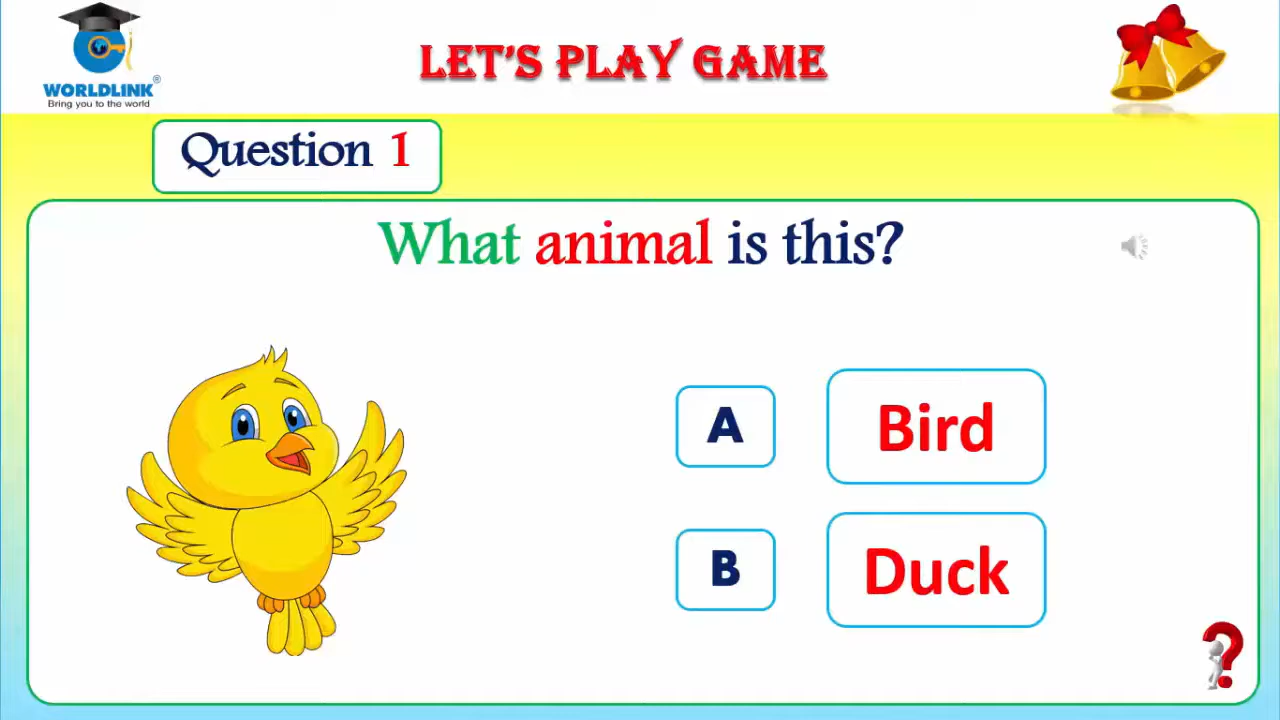 WORLDLINK®
Bring you to the world
LET'S PLAY GAME
Question 1
What animal is this?
A
Bird
B
Duck
?